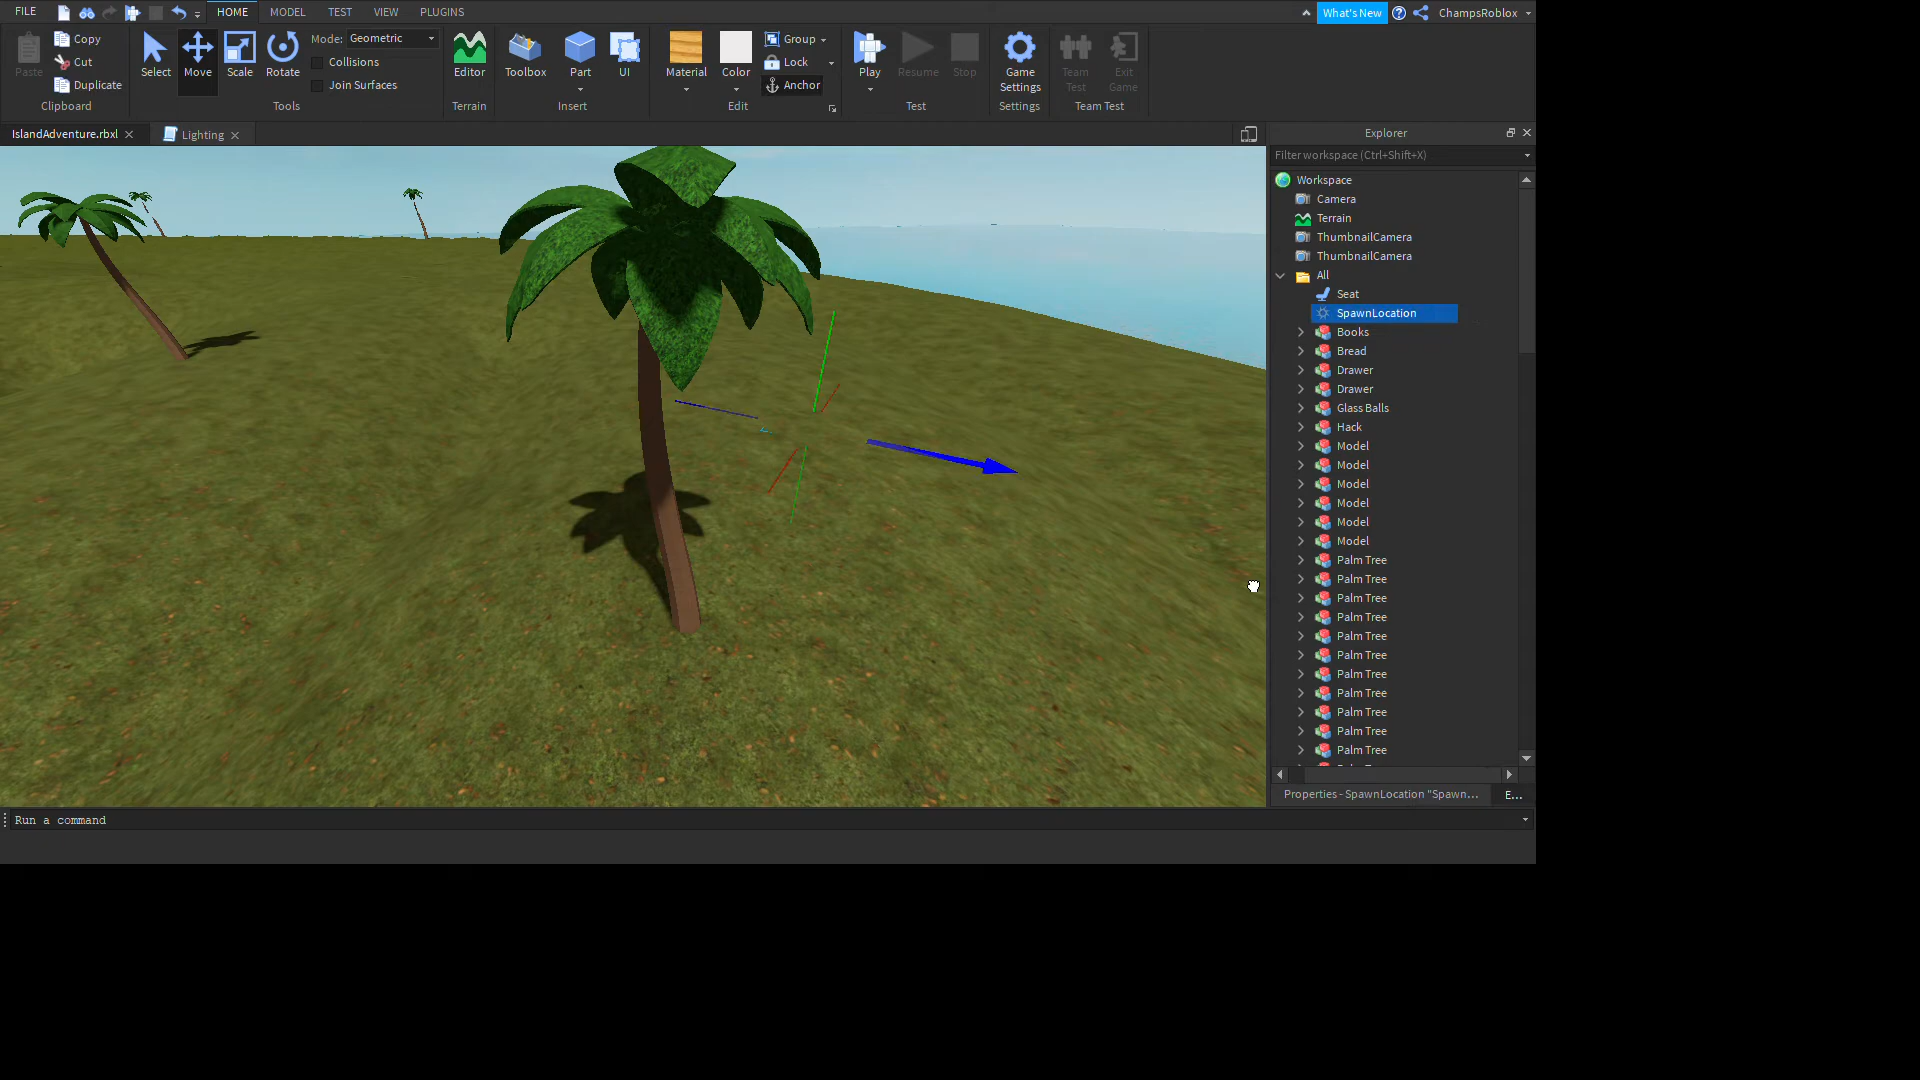 FILE HOME MODEL TEST VIEW PLUGINS What's New ChampsRoblox
Paste Copy Cut Duplicate Clipboard
Select Move Scale Rotate Mode: Geometric Collisions Join Surfaces Tools
Editor Terrain
Toolbox Part UI Insert
Material Color Group Lock Anchor Edit
Play Resume Stop Test
Game Settings Settings
Team Test Exit Game Team Test
IslandAdventure.rbxl Lighting
Explorer
Filter workspace (Ctrl+Shift+X)
Workspace
Camera
Terrain
ThumbnailCamera
ThumbnailCamera
All
Seat
SpawnLocation
Books
Bread
Drawer
Drawer
Glass Balls
Hack
Model
Model
Model
Model
Model
Model
Palm Tree
Palm Tree
Palm Tree
Palm Tree
Palm Tree
Palm Tree
Palm Tree
Palm Tree
Palm Tree
Palm Tree
Palm Tree
Properties - SpawnLocation "Spawn... E...
Run a command